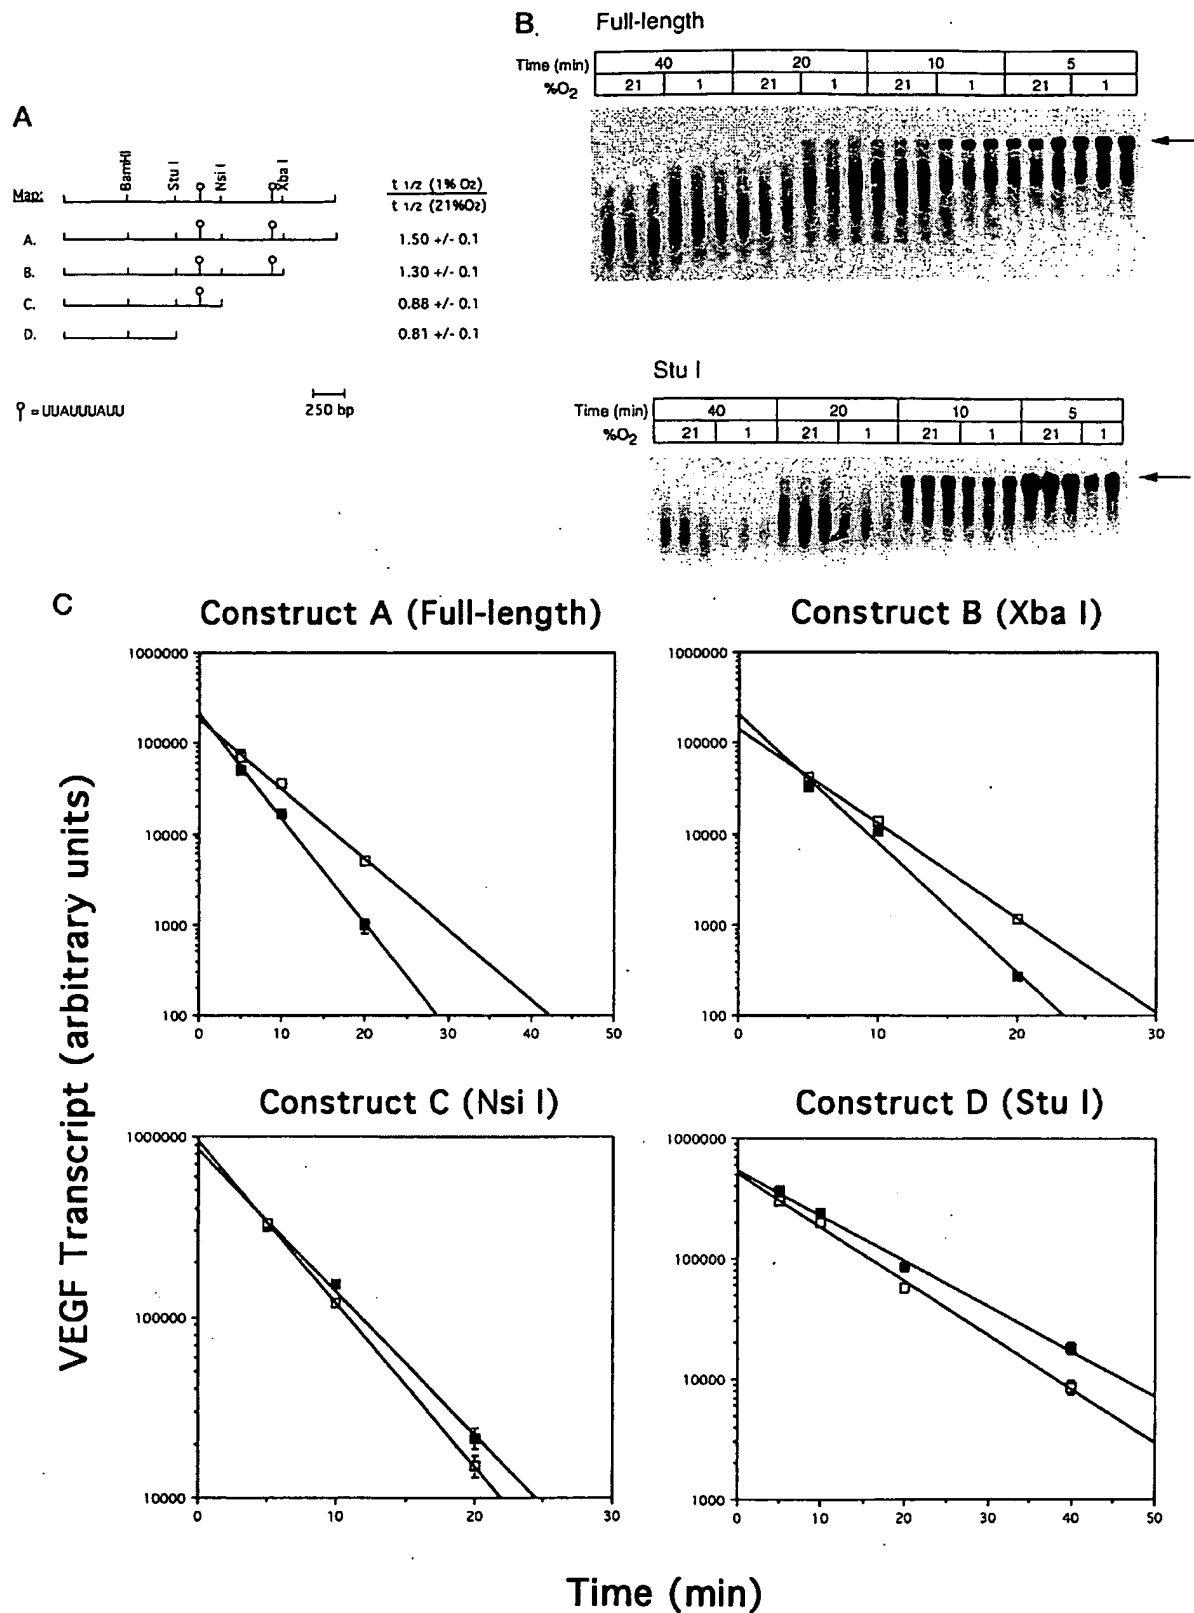 A
BamHI
Stu I
Nsi I
Xba I
Map:
t 1/2 (1% O2)
t 1/2 (21%O2)
A.
1.50 +/- 0.1
B.
1.30 +/- 0.1
C.
0.88 +/- 0.1
D.
0.81 +/- 0.1
= UUAUUUAUU
250 bp
B.
Full-length
Time (min) 40 20 10 5
%O2 21 1 21 1 21 1 21 1
Stu I
Time (min) 40 20 10 5
%O2 21 1 21 1 21 1 21 1
C
VEGF Transcript (arbitrary units)
Construct A (Full-length)
1000000
100000
10000
1000
100
0 10 20 30 40 50
Construct B (Xba I)
1000000
100000
10000
1000
100
0 10 20 30
Construct C (Nsi I)
1000000
100000
10000
0 10 20 30
Construct D (Stu I)
1000000
100000
10000
1000
0 10 20 30 40 50
Time (min)